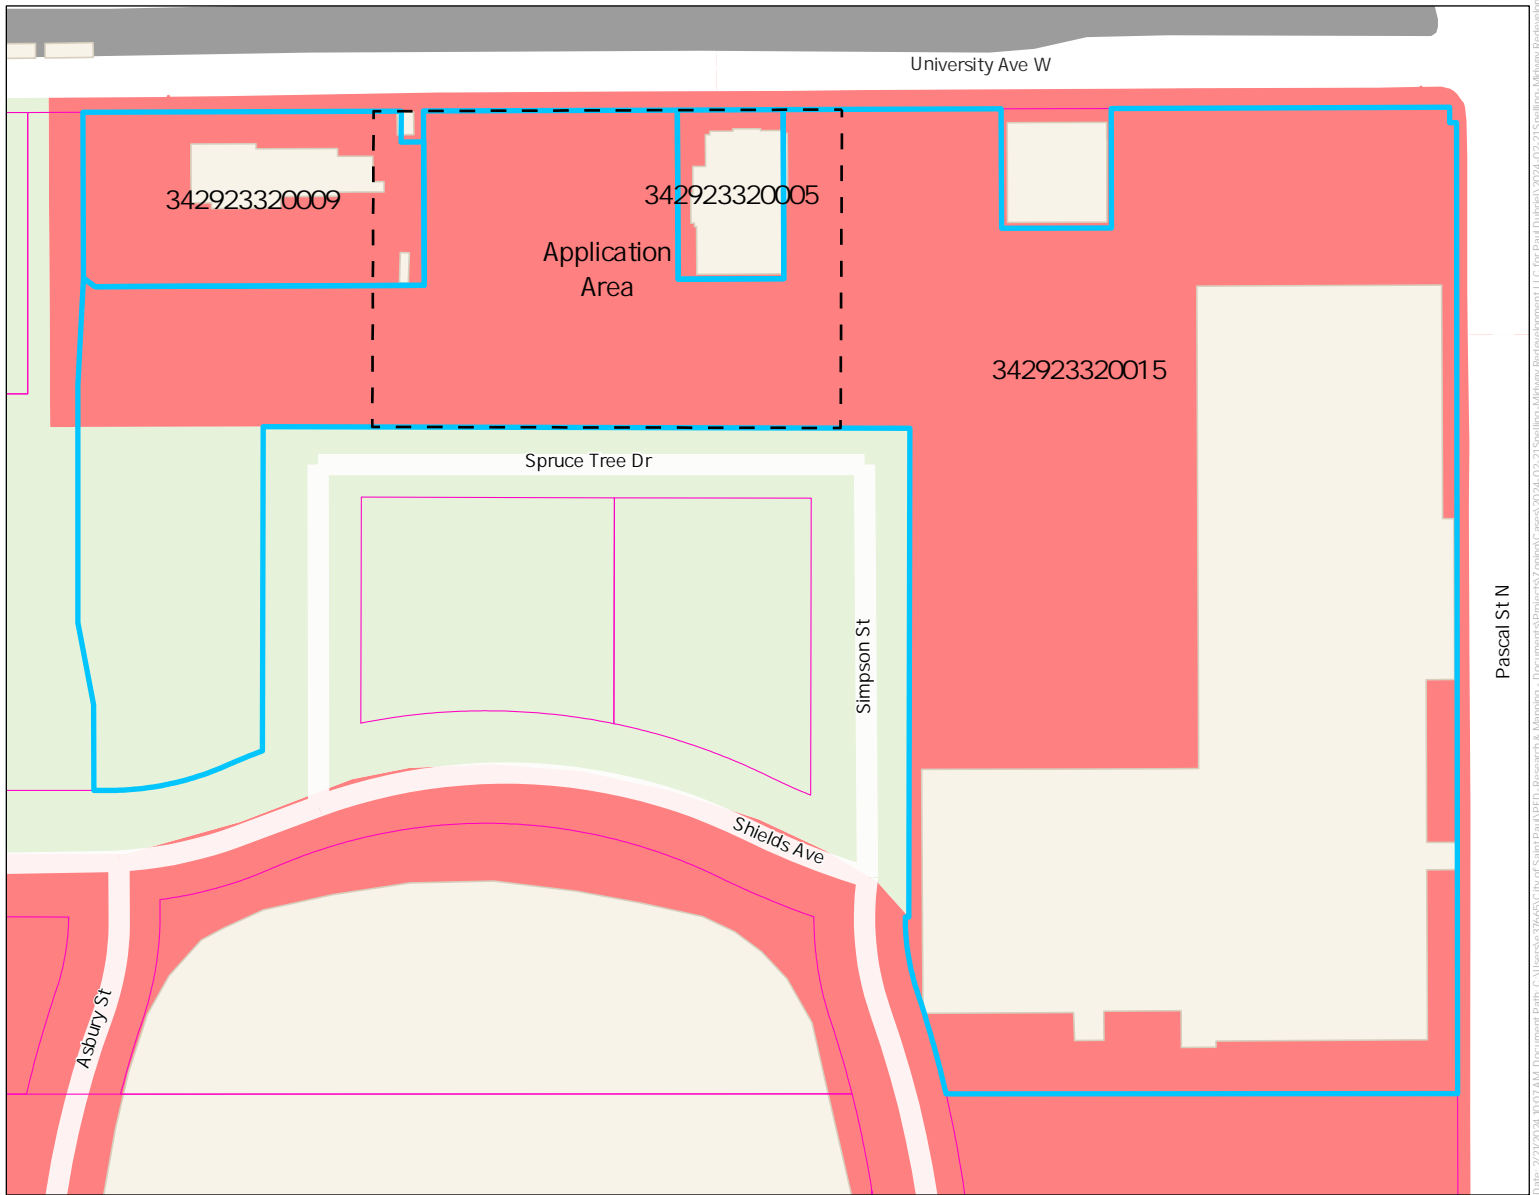 University Ave W
342923320009
342923320005
Application
Area
342923320015
Spruce Tree Dr
Simpson St
Pascal St N
Shields Ave
Asbury St